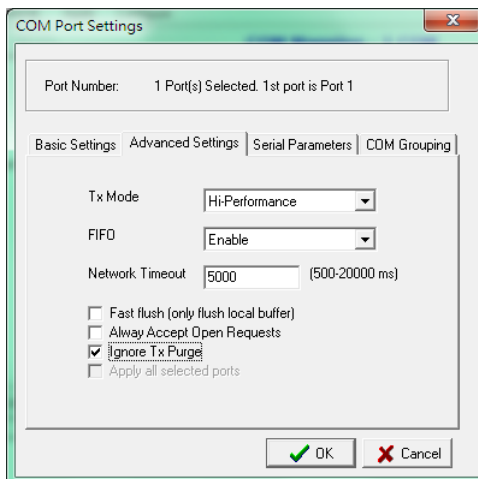 COM Port Settings
Port Number: 1 Port(s) Selected. 1st port is Port 1
Basic Settings Advanced Settings Serial Parameters COM Grouping
Tx Mode Hi-Performance
FIFO Enable
Network Timeout 5000 (500-20000 ms)
Fast flush (only flush local buffer)
Alway Accept Open Requests
Ignore Tx Purge
Apply all selected ports
OK Cancel